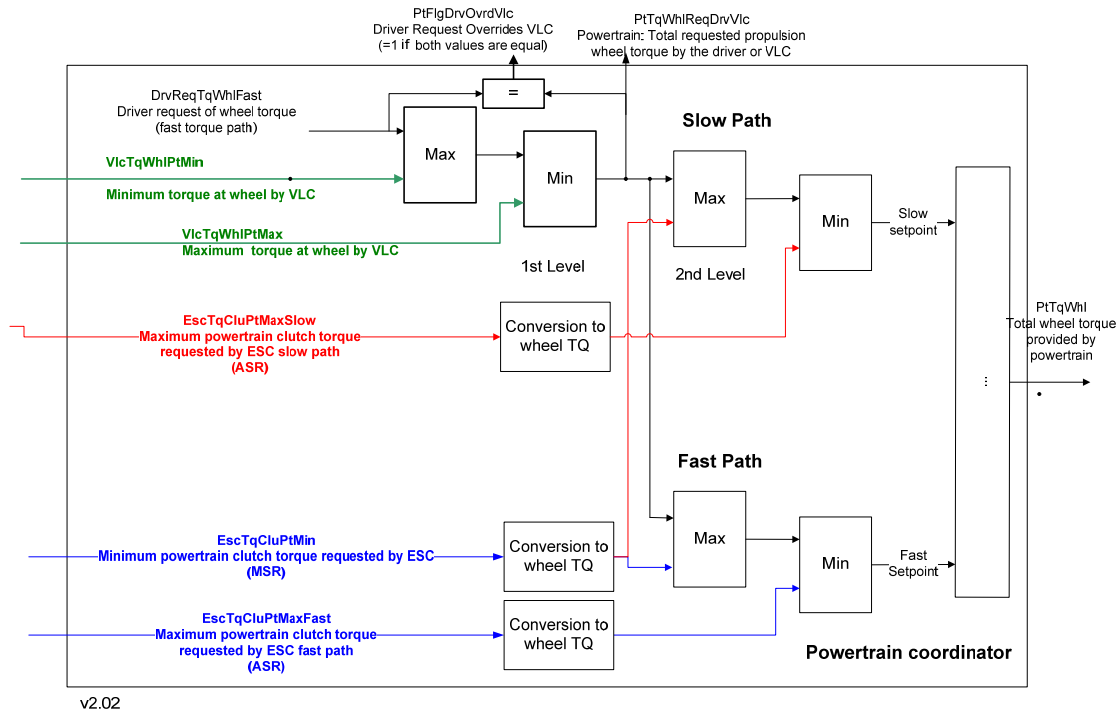 PtFlgDrvOvrdVlc
Driver Request Overrides VLC
(=1 if both values are equal)
PtTqWhlReqDrvVlc
Powertrain: Total requested propulsion
wheel torque by the driver or VLC
DrvReqTqWhlFast
Driver request of wheel torque
(fast torque path)
=
Slow Path
VlcTqWhlPtMin
Minimum torque at wheel by VLC
Max
Min
Max
Min
Slow
setpoint
VlcTqWhlPtMax
Maximum torque at wheel by VLC
1st Level
2nd Level
EscTqCluPtMaxSlow
Maximum powertrain clutch torque
requested by ESC slow path
(ASR)
Conversion to
wheel TQ
PtTqWhl
Total wheel torque
provided by
powertrain
...
Fast Path
EscTqCluPtMin
Minimum powertrain clutch torque requested by ESC
(MSR)
Conversion to
wheel TQ
Max
Min
Fast
Setpoint
EscTqCluPtMaxFast
Maximum powertrain clutch torque
requested by ESC fast path
(ASR)
Conversion to
wheel TQ
Powertrain coordinator
v2.02